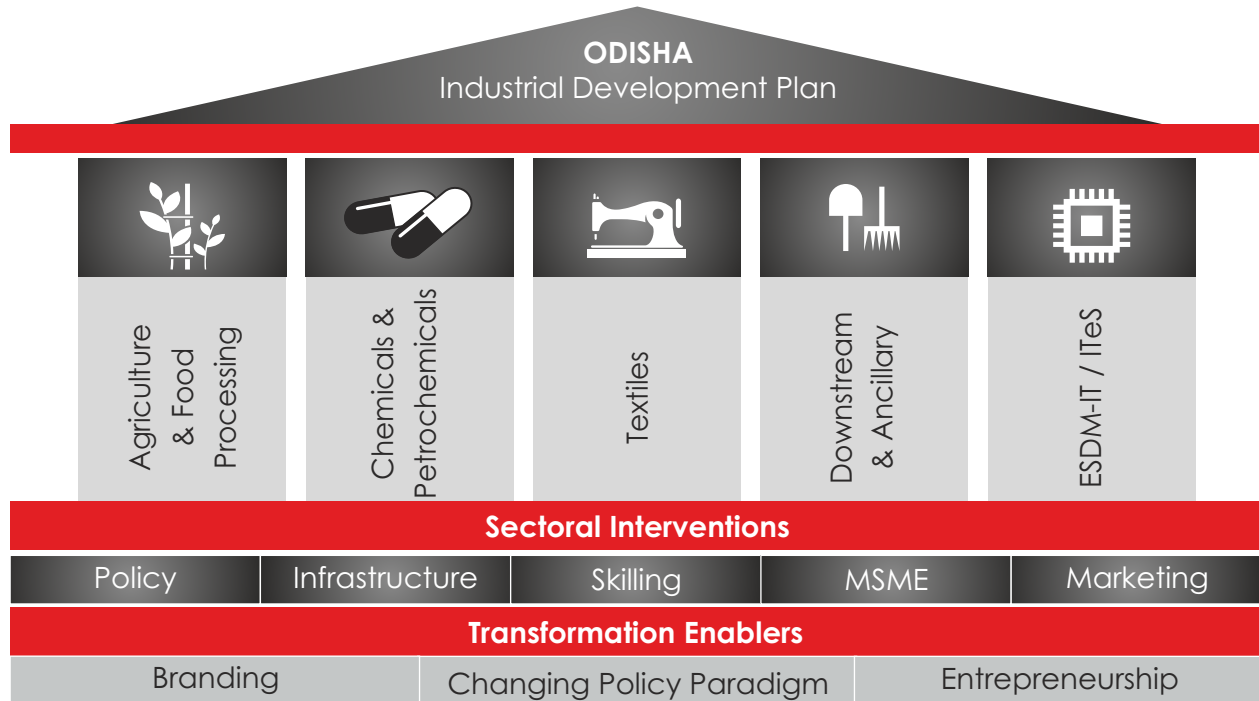 ODISHA
Industrial Development Plan
Agriculture
& Food
Processing
Chemicals &
Petrochemicals
Textiles
Downstream
& Ancillary
ESDM-IT / ITeS
Sectoral Interventions
Policy
Infrastructure
Skilling
MSME
Marketing
Transformation Enablers
Branding
Changing Policy Paradigm
Entrepreneurship